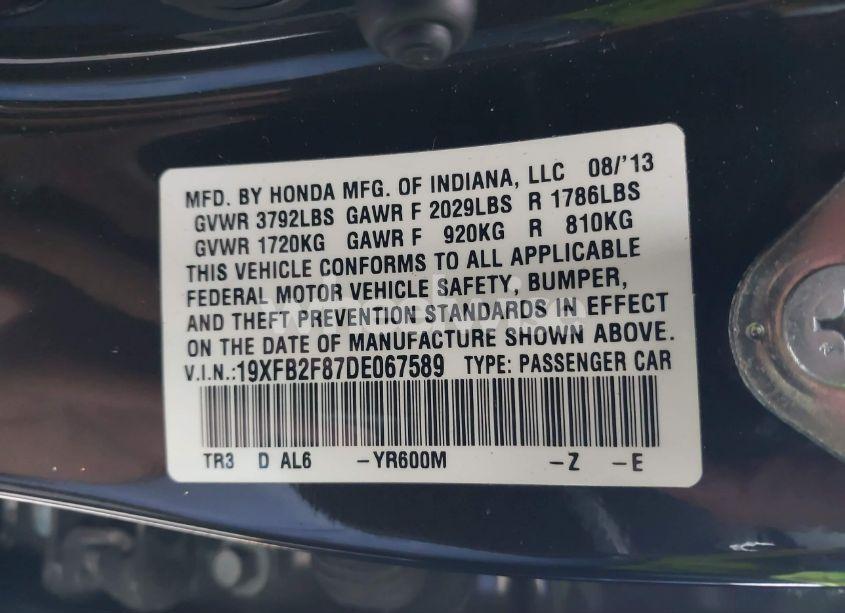 MFD. BY HONDA MFG. OF INDIANA, LLC 08/'13
GVWR 3792LBS GAWR F 2029LBS R 1786LBS
GVWR 1720KG GAWR F 920KG R 810KG
THIS VEHICLE CONFORMS TO ALL APPLICABLE
FEDERAL MOTOR VEHICLE SAFETY, BUMPER,
AND THEFT PREVENTION STANDARDS IN EFFECT
ON THE DATE OF MANUFACTURE SHOWN ABOVE.
V.I.N.:19XFB2F87DE067589 TYPE: PASSENGER CAR
TR3 D AL6 -YR600M -Z -E